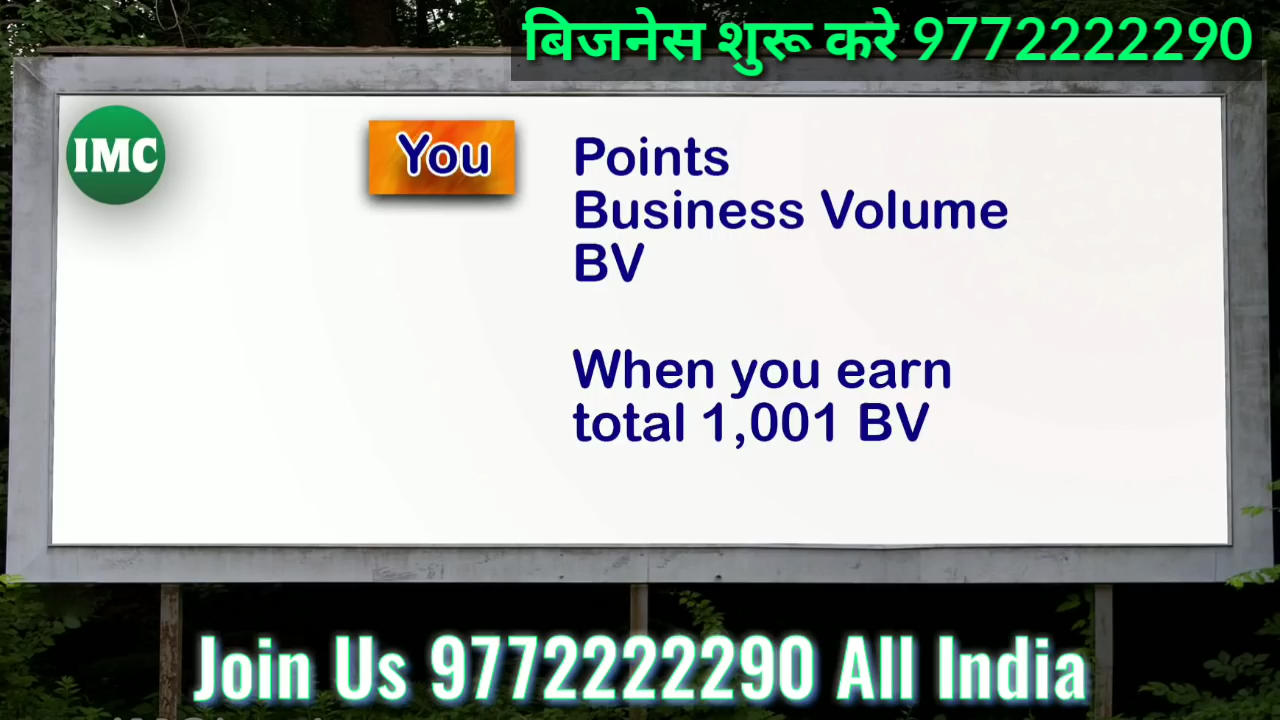 बिजनेस शुरू करे 9772222290
IMC
You
Points
Business Volume
BV
When you earn
total 1,001 BV
Join Us 9772222290 All India